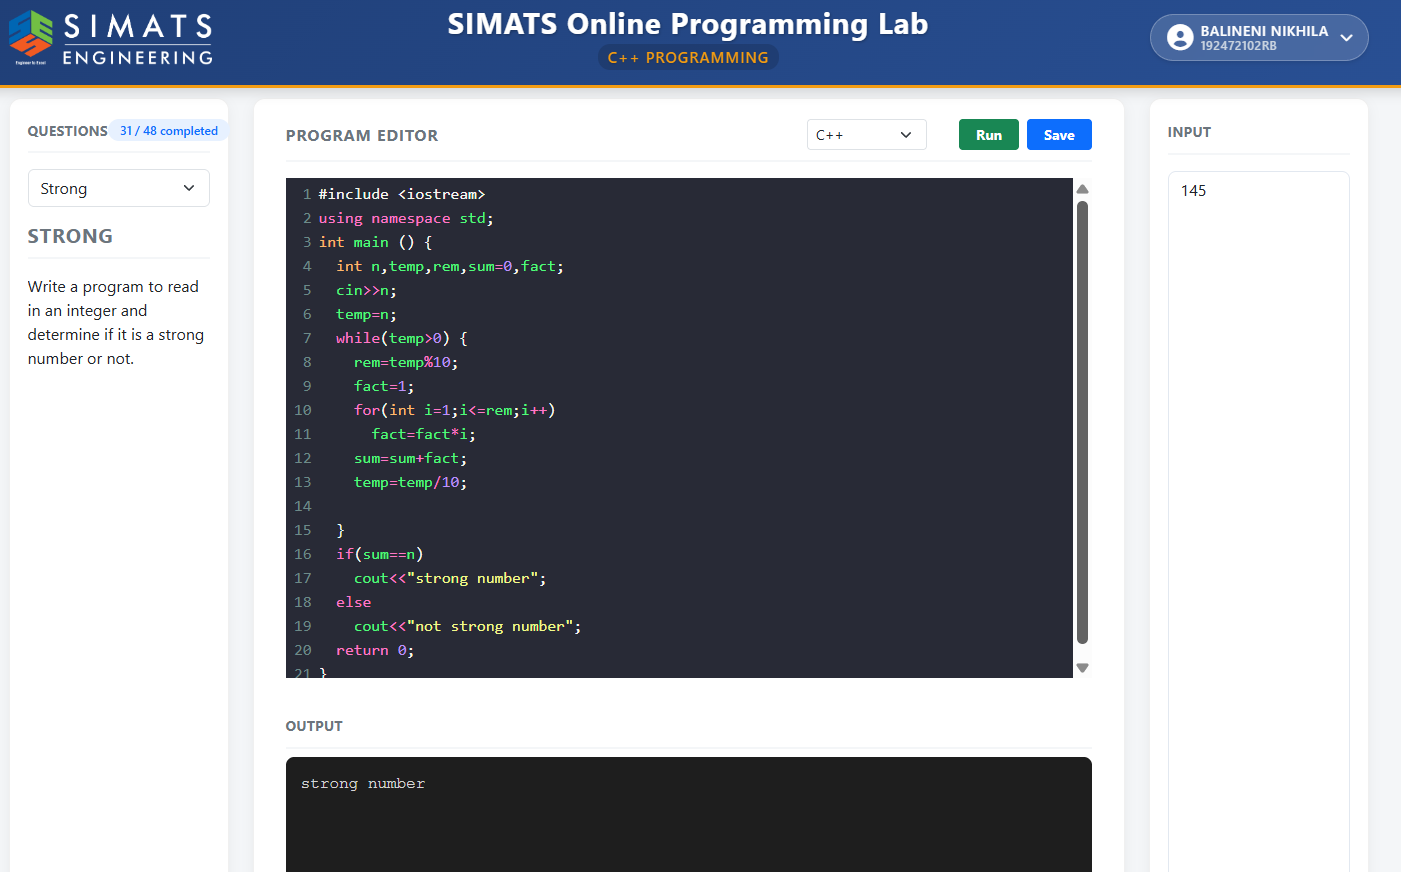 SIMATS
ENGINEERING
Engineer to Excel
SIMATS Online Programming Lab
C++ PROGRAMMING
BALINENI NIKHILA
192472102RB
QUESTIONS 31 / 48 completed
Strong
STRONG
Write a program to read
in an integer and
determine if it is a strong
number or not.
PROGRAM EDITOR
C++
Run
Save
1 #include <iostream>
2 using namespace std;
3 int main () {
4   int n,temp,rem,sum=0,fact;
5   cin>>n;
6   temp=n;
7   while(temp>0) {
8     rem=temp%10;
9     fact=1;
10     for(int i=1;i<=rem;i++)
11       fact=fact*i;
12     sum=sum+fact;
13     temp=temp/10;
14
15   }
16   if(sum==n)
17     cout<<"strong number";
18   else
19     cout<<"not strong number";
20   return 0;
21 }
OUTPUT
strong number
INPUT
145